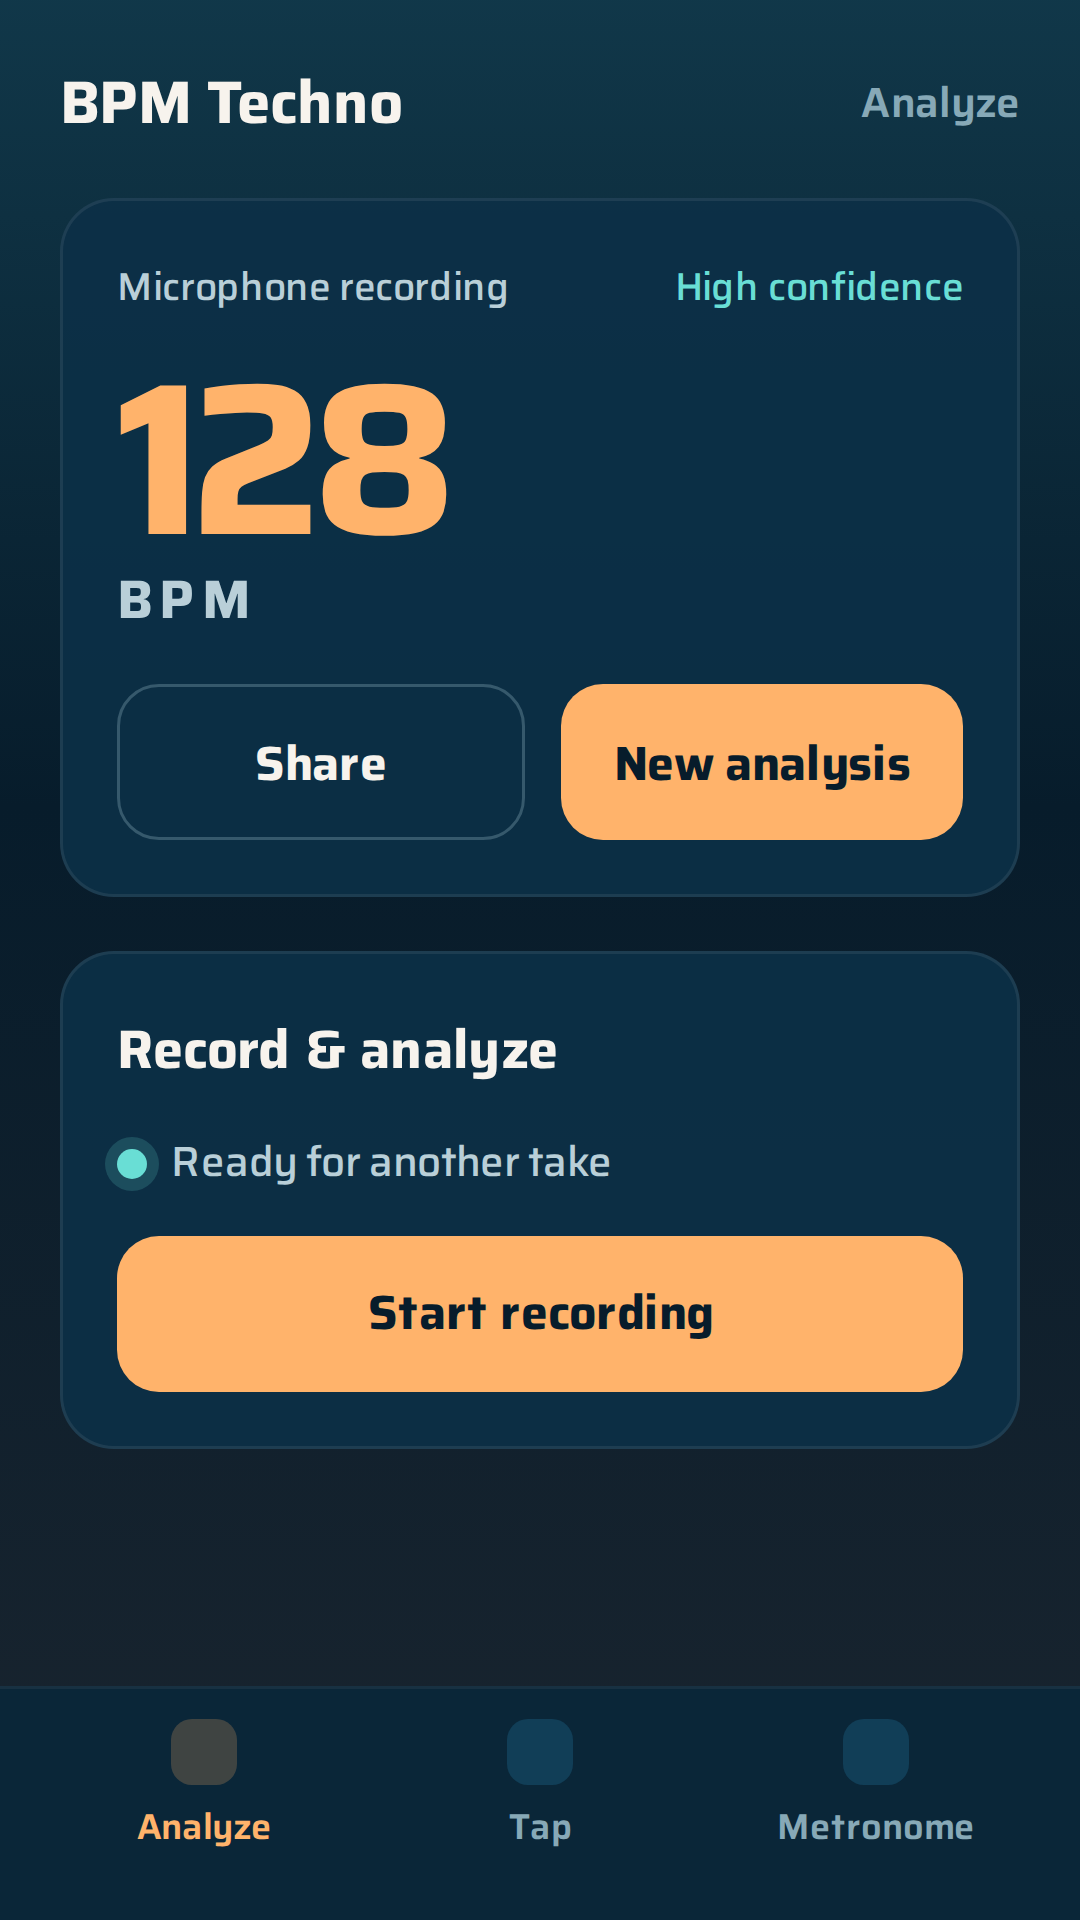 BPM Techno
Analyze
Microphone recording
High confidence
128
BPM
Share
New analysis
Record & analyze
Ready for another take
Start recording
Analyze
Tap
Metronome